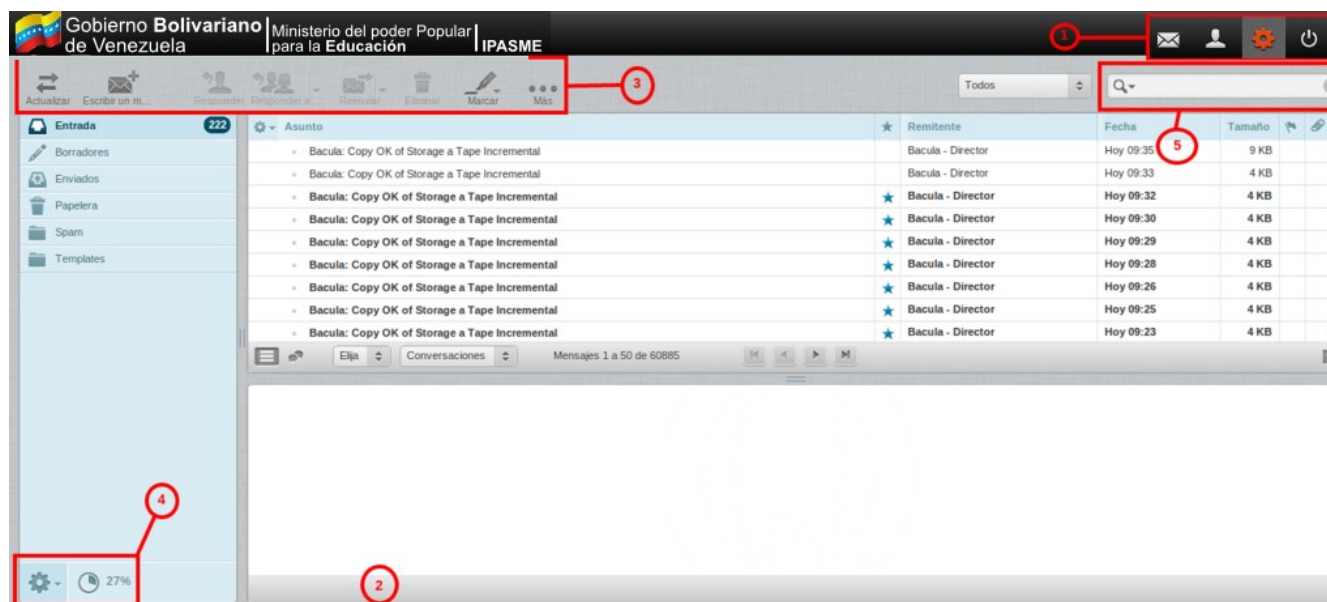 Gobierno Bolivariano
de Venezuela
Ministerio del poder Popular
para la Educación
IPASME
1
Actualizar
Escribir un m...
Responder
Responder a ...
Reenviar
Eliminar
Marcar
Más
3
Todos
5
Entrada 222
Borradores
Enviados
Papelera
Spam
Templates
Asunto Remitente Fecha Tamaño
Bacula: Copy OK of Storage a Tape Incremental Bacula - Director Hoy 09:35 9 KB
Bacula: Copy OK of Storage a Tape Incremental Bacula - Director Hoy 09:33 4 KB
Bacula: Copy OK of Storage a Tape Incremental Bacula - Director Hoy 09:32 4 KB
Bacula: Copy OK of Storage a Tape Incremental Bacula - Director Hoy 09:30 4 KB
Bacula: Copy OK of Storage a Tape Incremental Bacula - Director Hoy 09:29 4 KB
Bacula: Copy OK of Storage a Tape Incremental Bacula - Director Hoy 09:28 4 KB
Bacula: Copy OK of Storage a Tape Incremental Bacula - Director Hoy 09:26 4 KB
Bacula: Copy OK of Storage a Tape Incremental Bacula - Director Hoy 09:25 4 KB
Bacula: Copy OK of Storage a Tape Incremental Bacula - Director Hoy 09:23 4 KB
Elija Conversaciones Mensajes 1 a 50 de 60885
4
27%
2